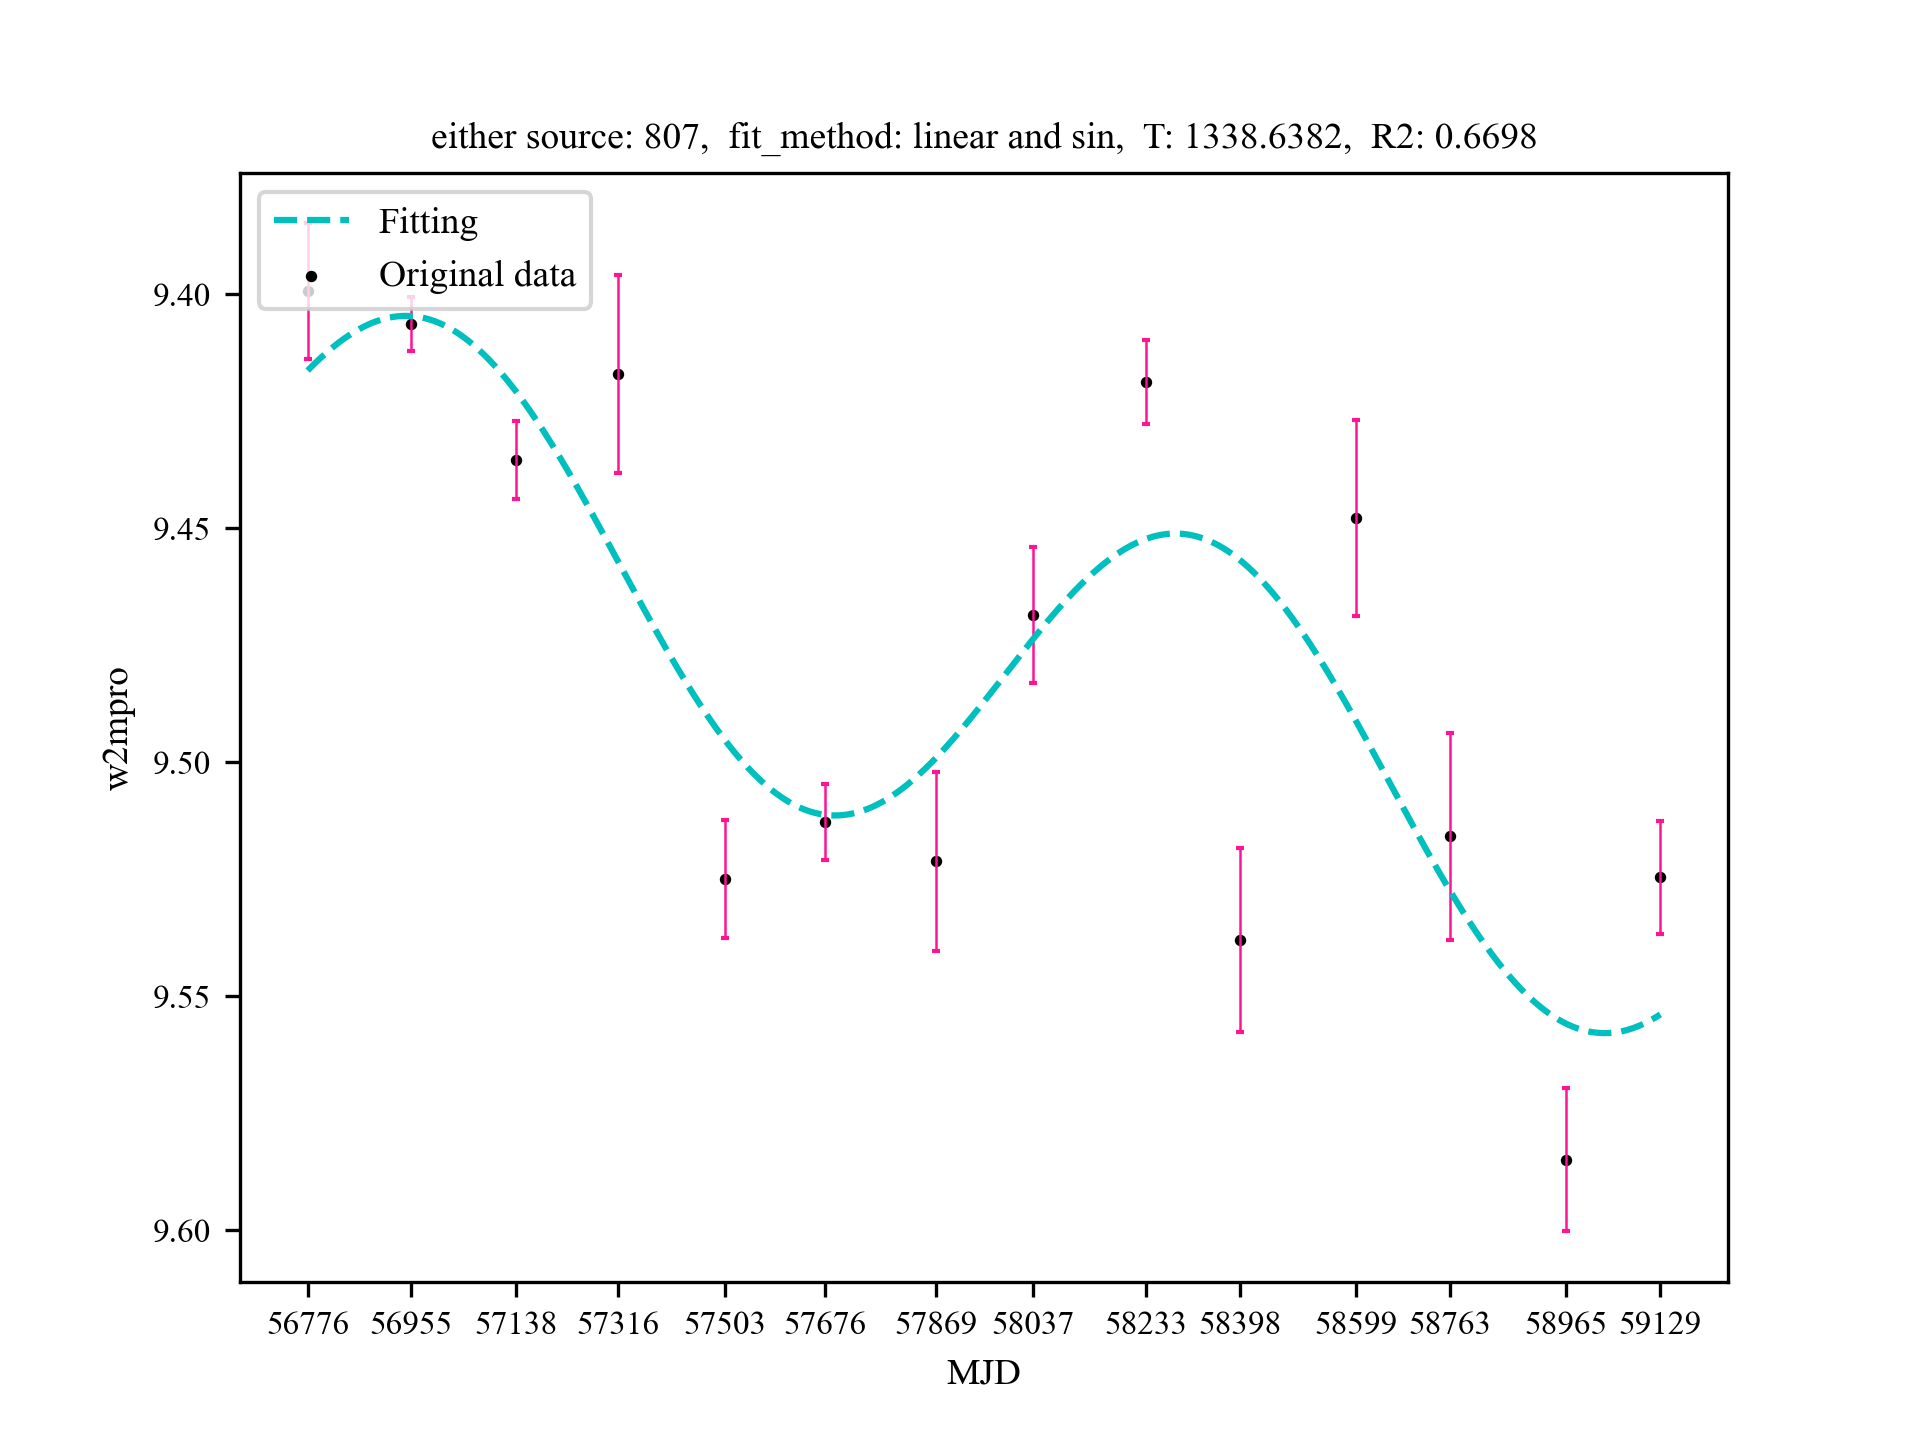 either source: 807,  fit_method: linear and sin,  T: 1338.6382,  R2: 0.6698
Fitting
Original data
9.40
9.45
9.50
9.55
9.60
w2mpro
56776 56955 57138 57316 57503 57676 57869 58037 58233 58398 58599 58763 58965 59129
MJD